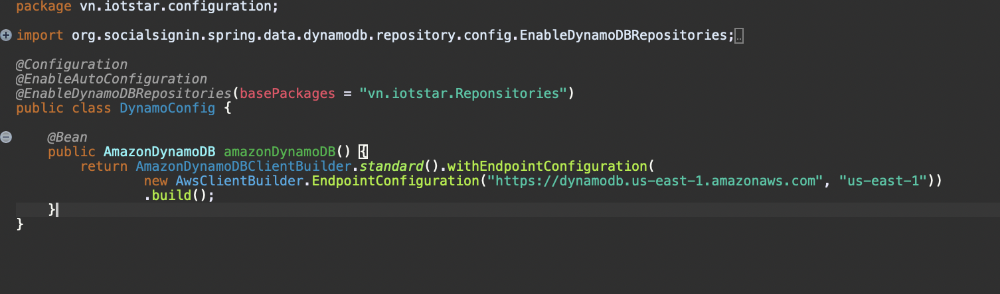 package vn.iotstar.configuration;
import org.socialsignin.spring.data.dynamodb.repository.config.EnableDynamoDBRepositories;
@Configuration
@EnableAutoConfiguration
@EnableDynamoDBRepositories(basePackages = "vn.iotstar.Reponsitories")
public class DynamoConfig {
@Bean
public AmazonDynamoDB amazonDynamoDB() {
return AmazonDynamoDBClientBuilder.standard().withEndpointConfiguration(
new AwsClientBuilder.EndpointConfiguration("https://dynamodb.us-east-1.amazonaws.com", "us-east-1"))
.build();
}
}